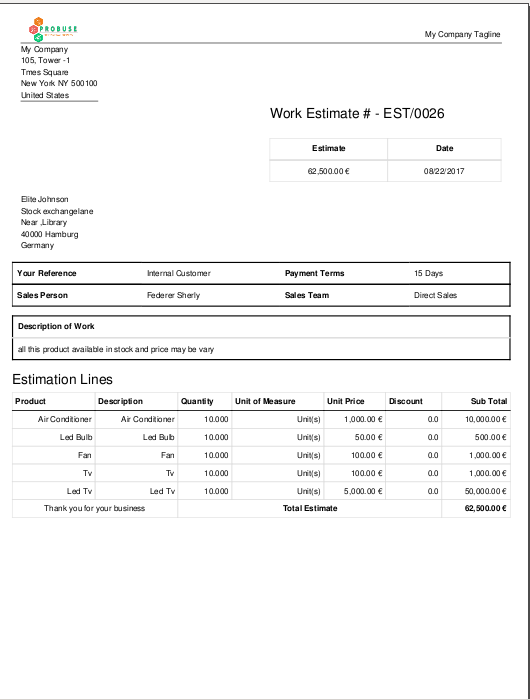 PROBUSE
My Company Tagline
My Company
105, Tower -1
Tmes Square
New York NY 500100
United States
Work Estimate # - EST/0026
Estimate Date
62,500.00 € 08/22/2017
Elite Johnson
Stock exchangelane
Near ,Library
40000 Hamburg
Germany
Your Reference Internal Customer Payment Terms 15 Days
Sales Person Federer Sherly Sales Team Direct Sales
Description of Work
all this product available in stock and price may be vary
Estimation Lines
Product Description Quantity Unit of Measure Unit Price Discount Sub Total
Air Conditioner Air Conditioner 10.000 Unit(s) 1,000.00 € 0.0 10,000.00 €
Led Bulb Led Bulb 10.000 Unit(s) 50.00 € 0.0 500.00 €
Fan Fan 10.000 Unit(s) 100.00 € 0.0 1,000.00 €
Tv Tv 10.000 Unit(s) 100.00 € 0.0 1,000.00 €
Led Tv Led Tv 10.000 Unit(s) 5,000.00 € 0.0 50,000.00 €
Thank you for your business Total Estimate 62,500.00 €